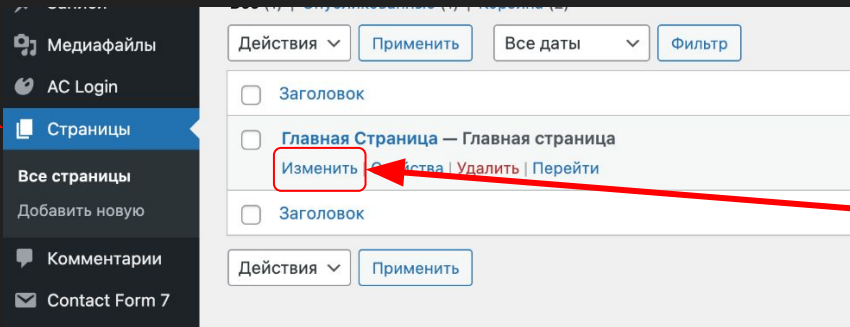 Медиафайлы
AC Login
Страницы
Все страницы
Добавить новую
Комментарии
Contact Form 7
Действия Применить Все даты Фильтр
Заголовок
Главная Страница — Главная страница
Изменить | Свойства | Удалить | Перейти
Заголовок
Действия Применить